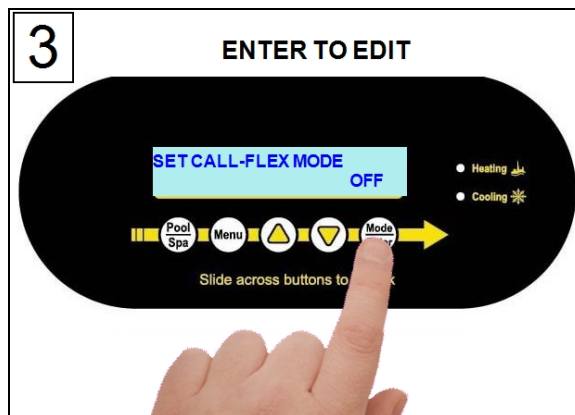 3
ENTER TO EDIT
SET CALL-FLEX MODE
OFF
Heating
Cooling
Pool
Spa
Menu
Mode
Slide across buttons to